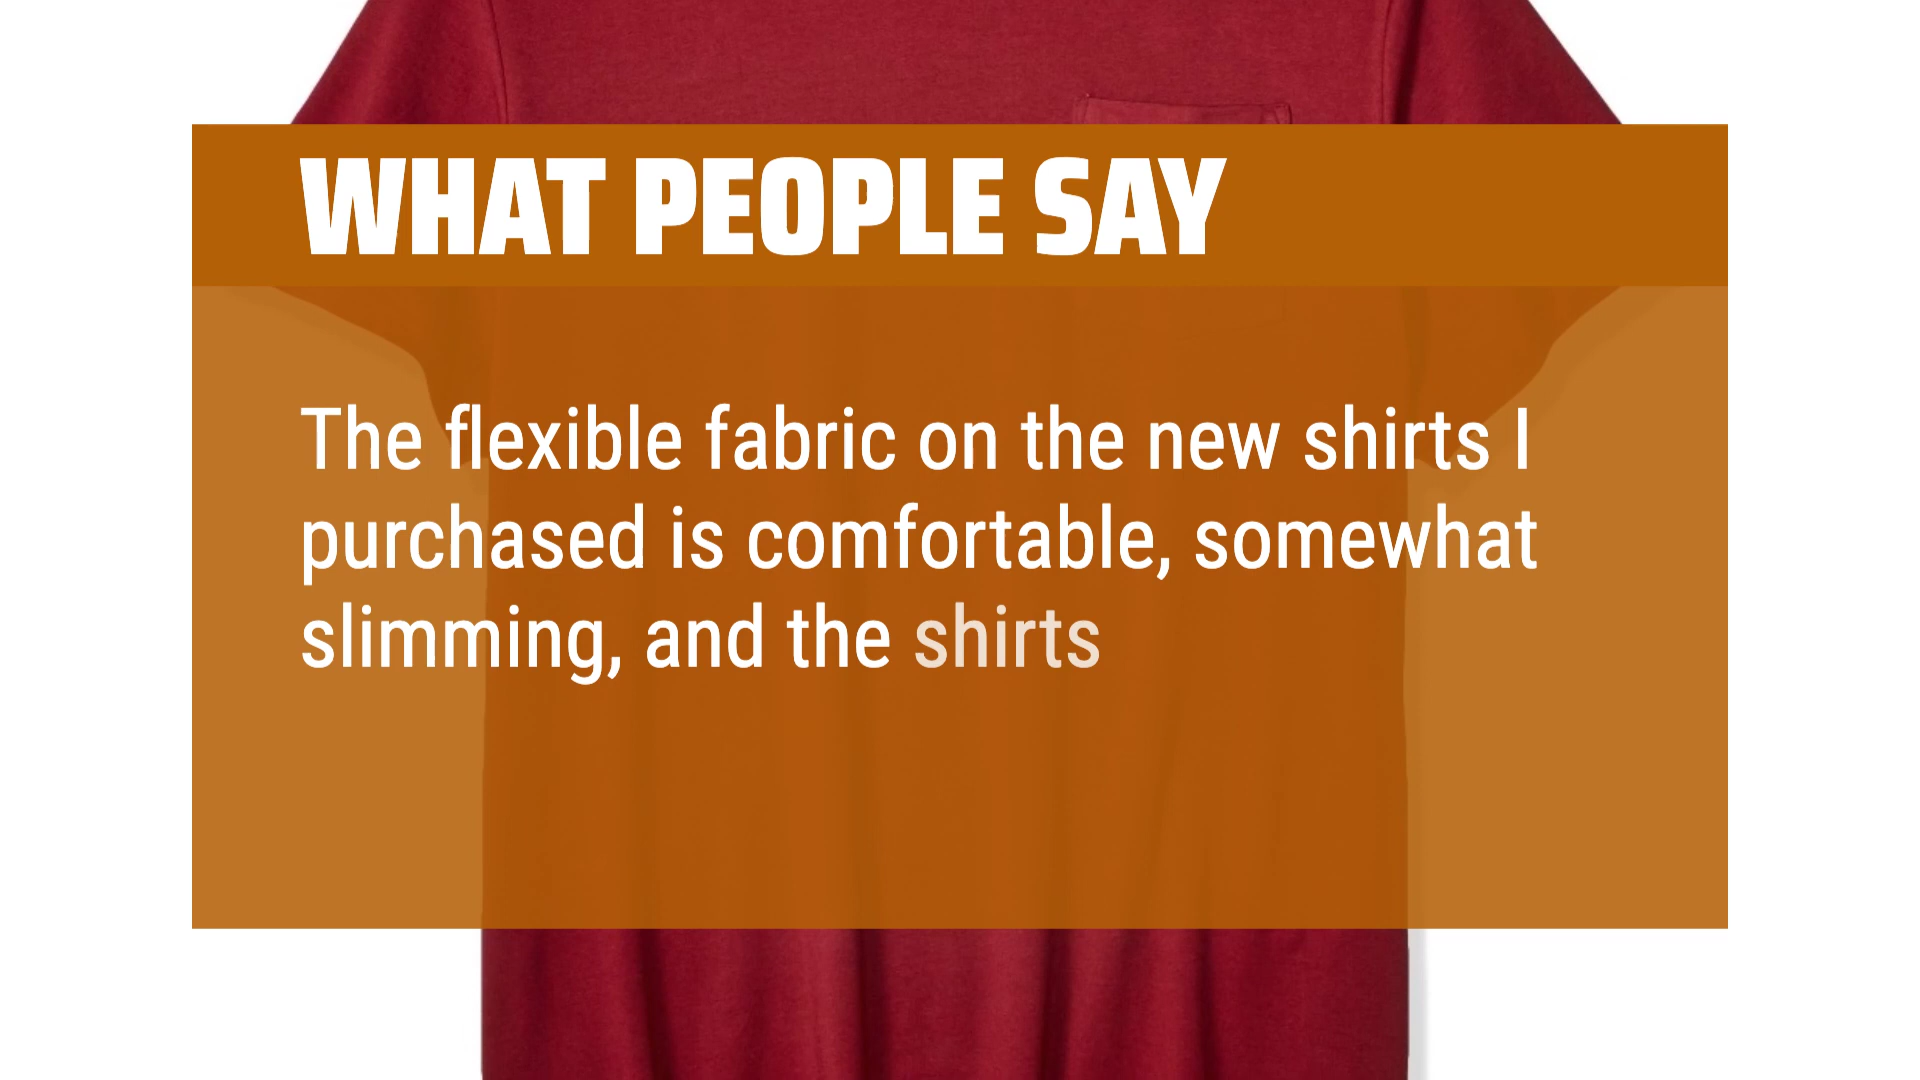 WHAT PEOPLE SAY
The flexible fabric on the new shirts I
purchased is comfortable, somewhat
slimming, and the shirts